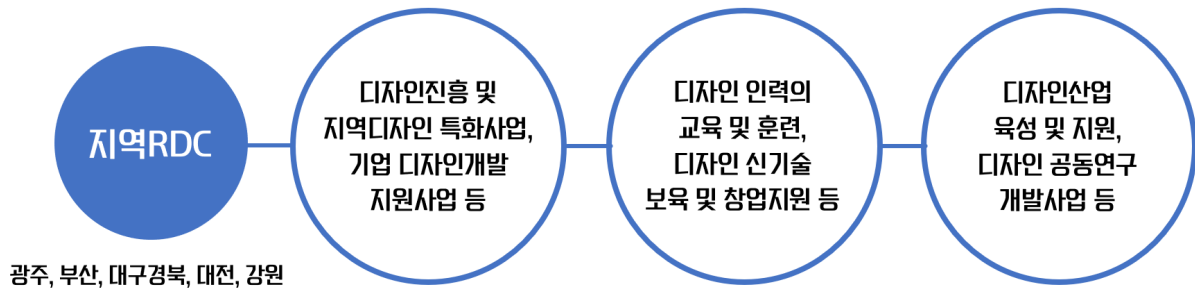 지역RDC
광주, 부산, 대구경북, 대전, 강원
디자인진흥 및
지역디자인 특화사업,
기업 디자인개발
지원사업 등
디자인 인력의
교육 및 훈련,
디자인 신기술
보육 및 창업지원 등
디자인산업
육성 및 지원,
디자인 공동연구
개발사업 등